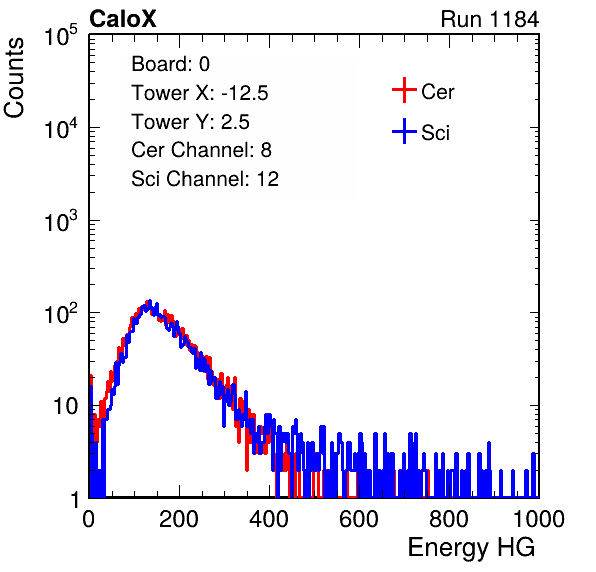 CaloX Run 1184
Counts
Board: 0
Tower X: -12.5
Tower Y: 2.5
Cer Channel: 8
Sci Channel: 12
Cer
Sci
10^5
10^4
10^3
10^2
10
1
0 200 400 600 800 1000
Energy HG